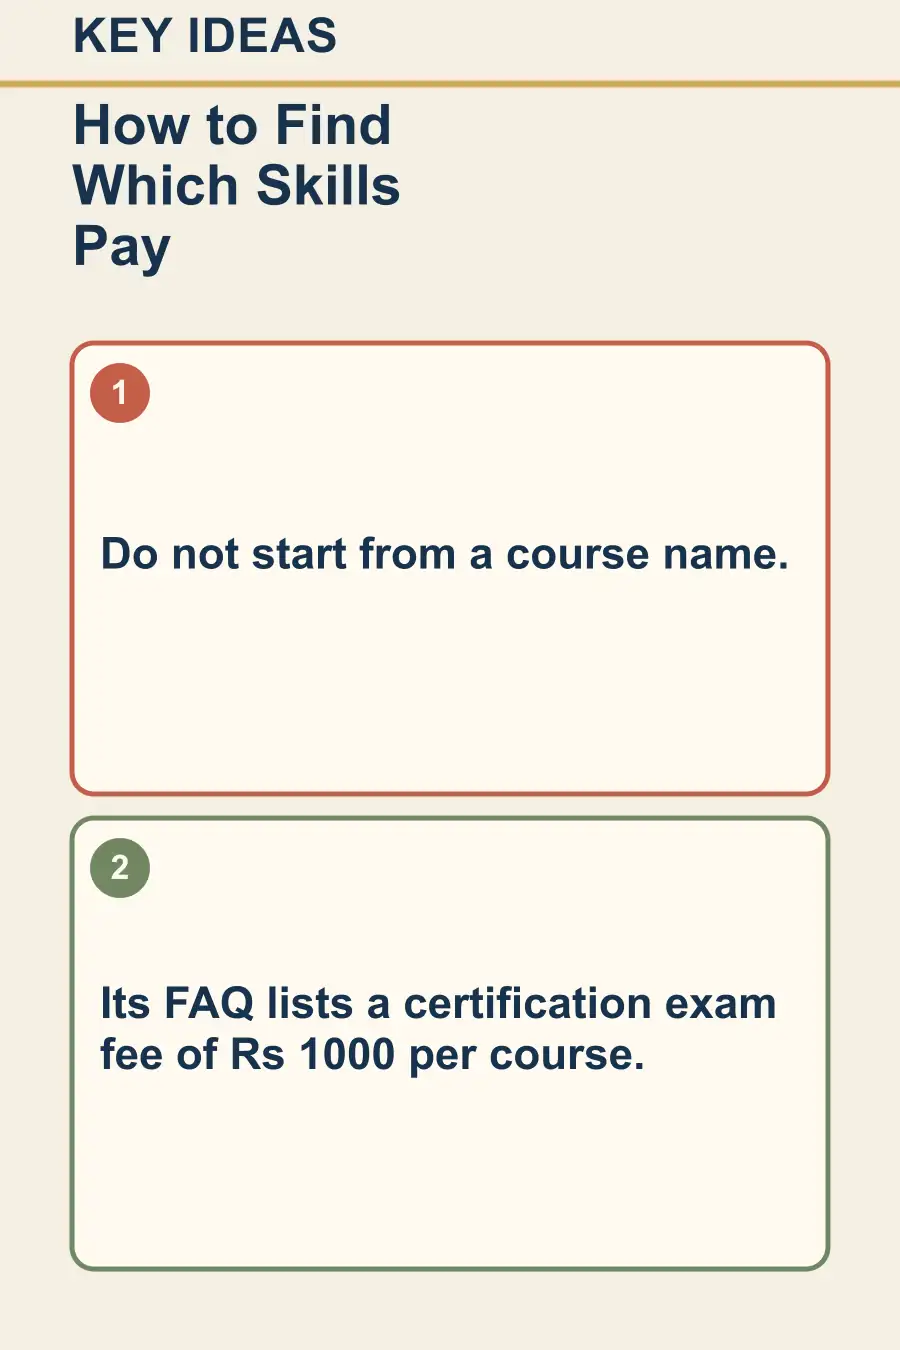 KEY IDEAS
How to Find
Which Skills
Pay
1
Do not start from a course name.
2
Its FAQ lists a certification exam
fee of Rs 1000 per course.